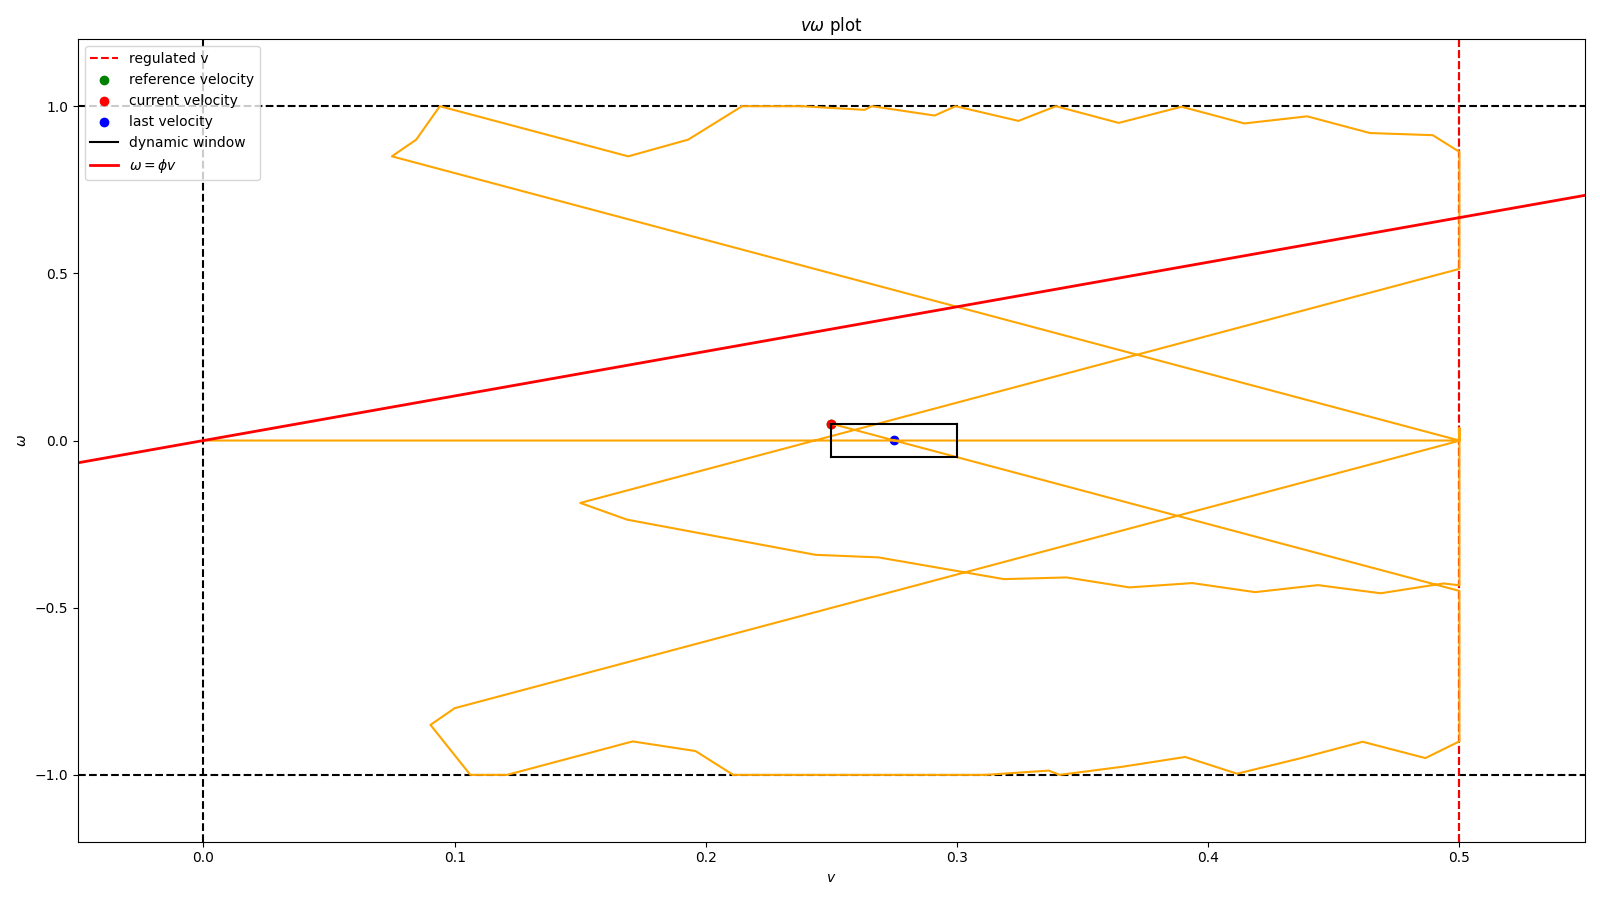 vω plot
regulated v
reference velocity
current velocity
last velocity
dynamic window
ω = ϕv
1.0
0.5
0.0
−0.5
−1.0
ω
0.0 0.1 0.2 0.3 0.4 0.5
v